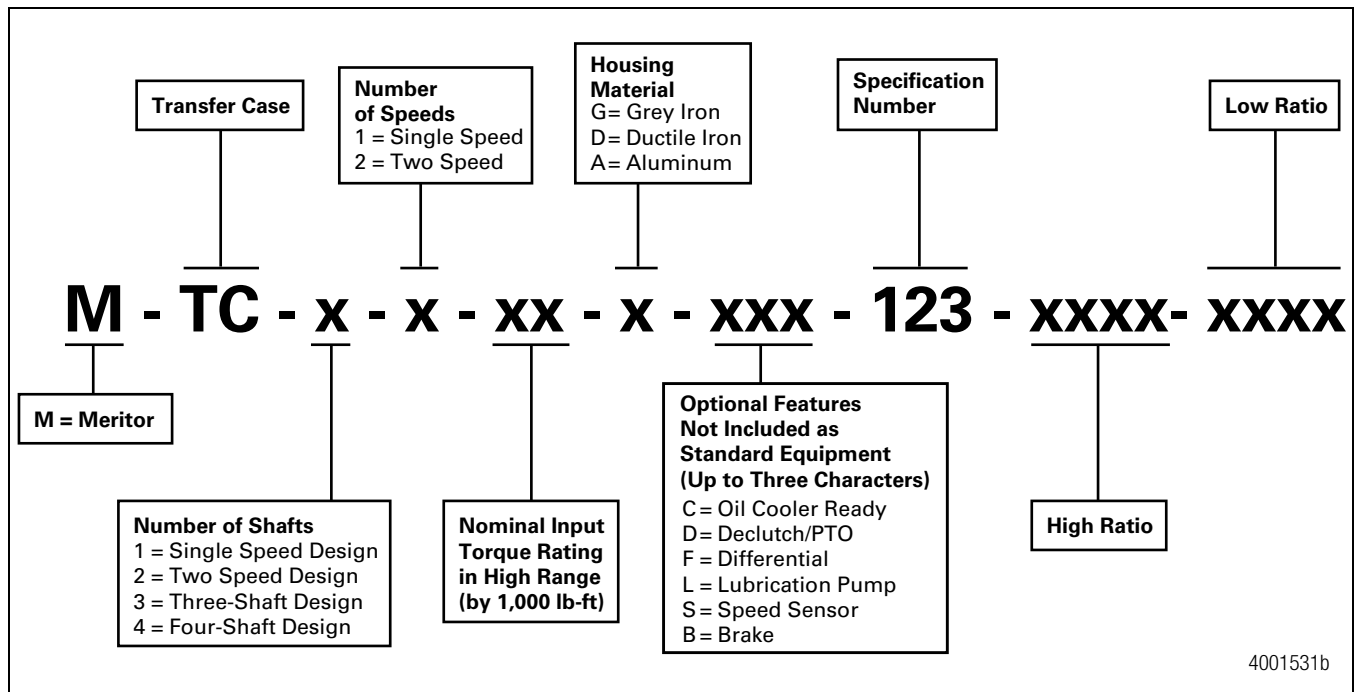 Transfer Case
Number
of Speeds
1 = Single Speed
2 = Two Speed
Housing
Material
G= Grey Iron
D= Ductile Iron
A= Aluminum
Specification
Number
Low Ratio
M - TC - x - x - xx - x - xxx - 123 - xxxx- xxxx
M = Meritor
Number of Shafts
1 = Single Speed Design
2 = Two Speed Design
3 = Three-Shaft Design
4 = Four-Shaft Design
Nominal Input
Torque Rating
in High Range
(by 1,000 lb-ft)
Optional Features
Not Included as
Standard Equipment
(Up to Three Characters)
C = Oil Cooler Ready
D= Declutch/PTO
F = Differential
L = Lubrication Pump
S = Speed Sensor
B = Brake
High Ratio
4001531b